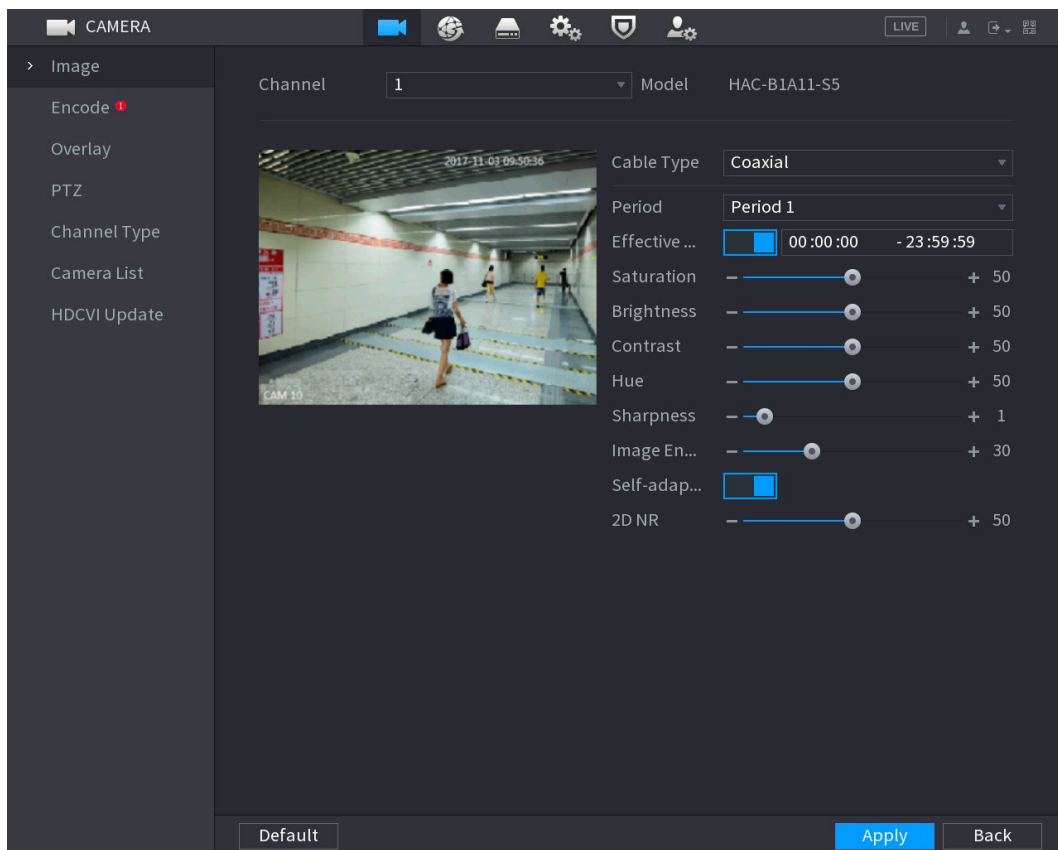 CAMERA
LIVE
Image
Encode 1
Overlay
PTZ
Channel Type
Camera List
HDCVI Update
Channel 1 Model HAC-B1A11-S5
2017-11-03 09:50:36
CAM 10
Cable Type Coaxial
Period Period 1
Effective ... 00:00:00 -23:59:59
Saturation - + 50
Brightness - + 50
Contrast - + 50
Hue - + 50
Sharpness - + 1
Image En... - + 30
Self-adap...
2D NR - + 50
Default Apply Back